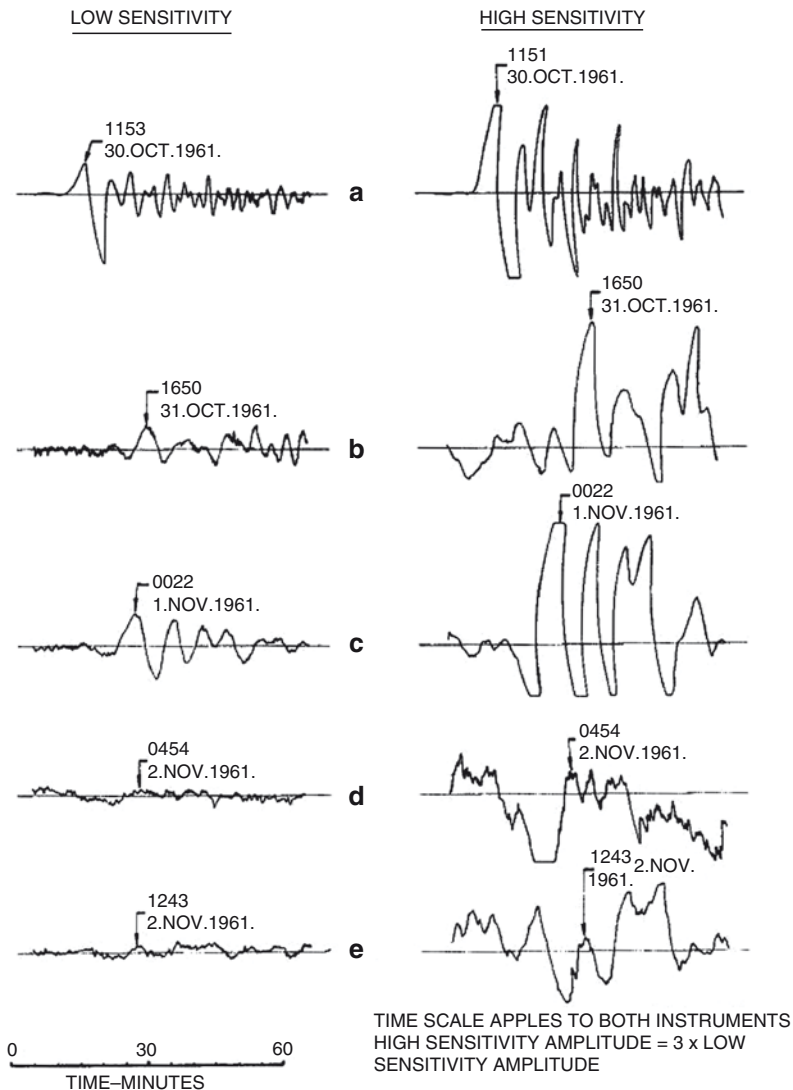 LOW SENSITIVITY
HIGH SENSITIVITY
1153
30.OCT.1961.
1151
30.OCT.1961.
a
1650
31.OCT.1961.
1650
31.OCT.1961.
b
0022
1.NOV.1961.
0022
1.NOV.1961.
c
0454
2.NOV.1961.
0454
2.NOV.1961.
d
1243
2.NOV.1961.
1243 2.NOV.
1961.
e
0 30 60
TIME–MINUTES
TIME SCALE APPLES TO BOTH INSTRUMENTS
HIGH SENSITIVITY AMPLITUDE = 3 x LOW
SENSITIVITY AMPLITUDE